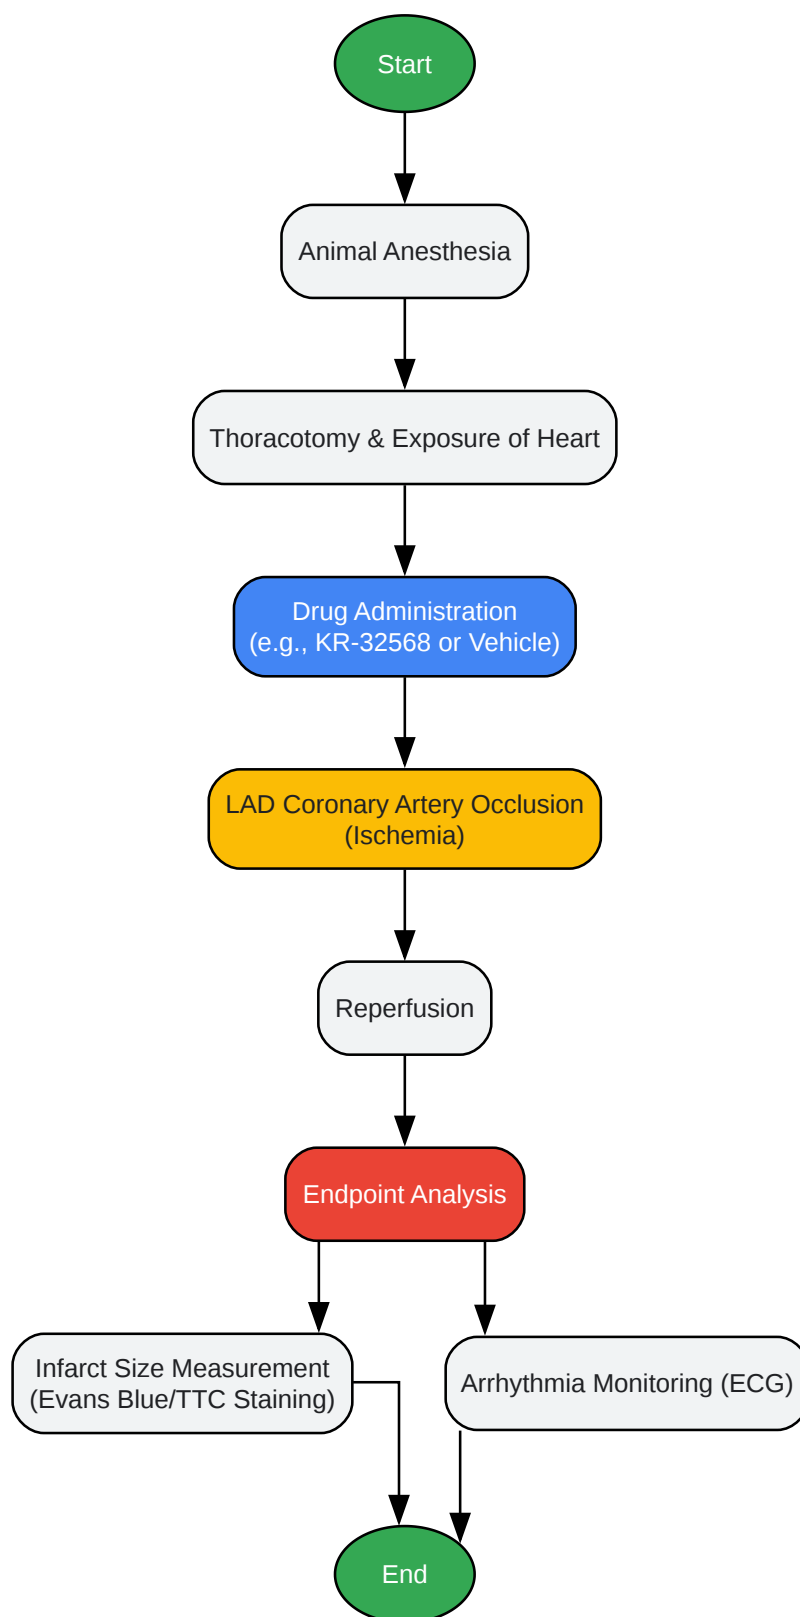 Start
Animal Anesthesia
Thoracotomy & Exposure of Heart
Drug Administration
(e.g., KR-32568 or Vehicle)
LAD Coronary Artery Occlusion
(Ischemia)
Reperfusion
Endpoint Analysis
Infarct Size Measurement
(Evans Blue/TTC Staining)
Arrhythmia Monitoring (ECG)
End